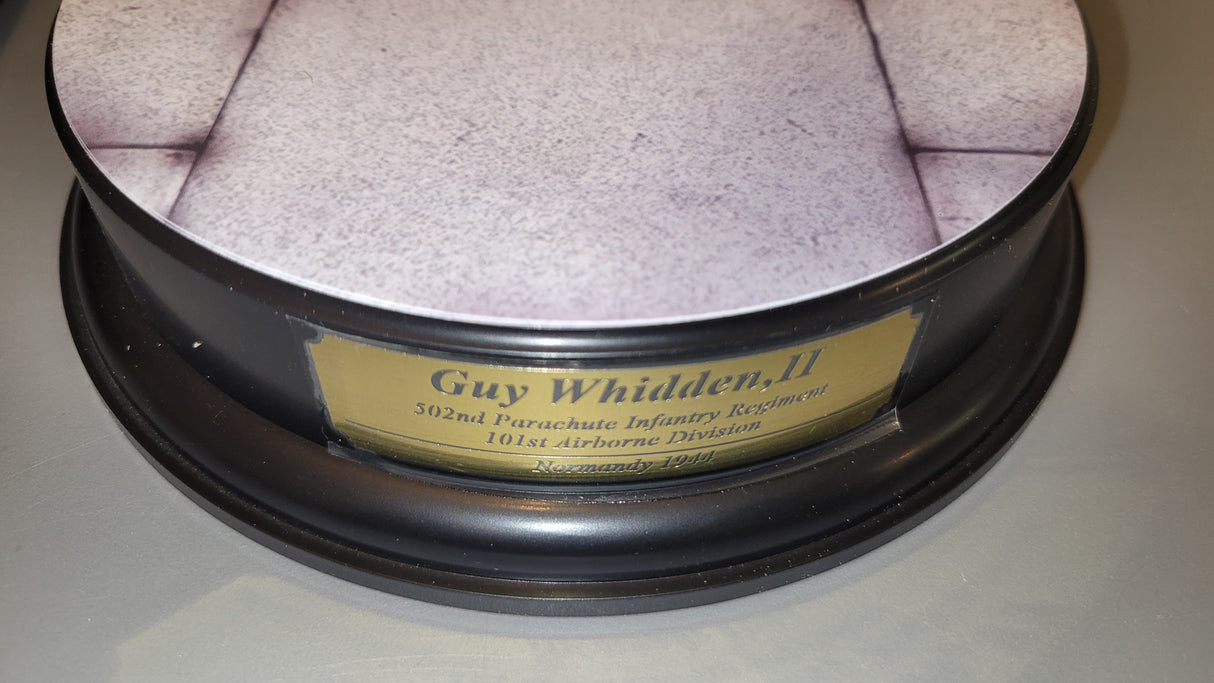 Guy Whidden,II
502nd Parachute Infantry Regiment
101st Airborne Division
Normandy 1944